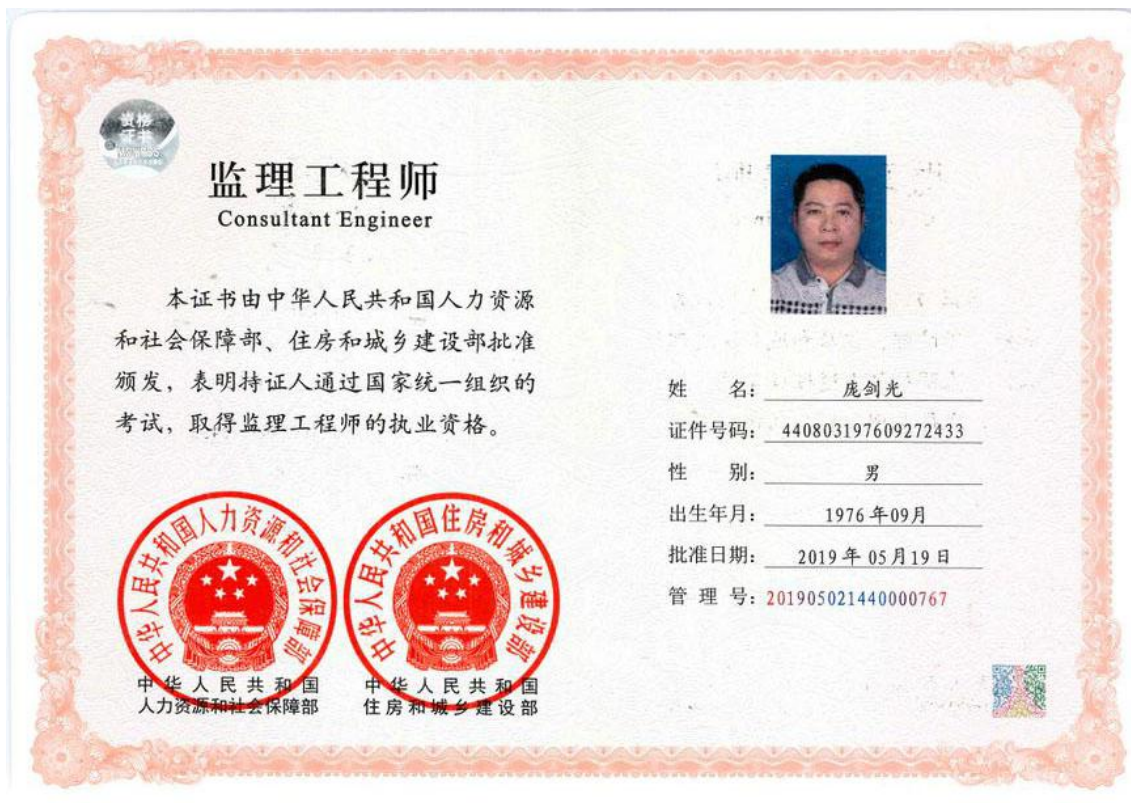 资格
证书
监理工程师
Consultant Engineer
本证书由中华人民共和国人力资源
和社会保障部、住房和城乡建设部批准
颁发，表明持证人通过国家统一组织的
考试，取得监理工程师的执业资格。
中华人民共和国人力资源和社会保障部
中华人民共和国住房和城乡建设部
中华人民共和国
人力资源和社会保障部
中华人民共和国
住房和城乡建设部
姓 名：庞剑光
证件号码：440803197609272433
性 别：男
出生年月：1976年09月
批准日期：2019年05月19日
管 理 号：201905021440000767